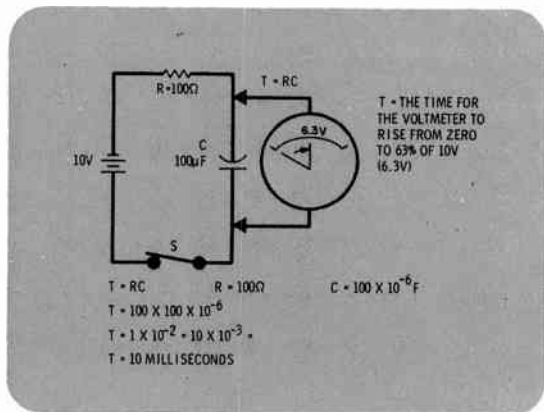 R=100Ω
T = RC
T = THE TIME FOR
THE VOLTMETER TO
RISE FROM ZERO
TO 63% OF 10V
(6.3V)
6.3V
C
100µF
10V
S
T = RC R = 100Ω C = 100 X 10⁻⁶F
T = 100 X 100 X 10⁻⁶
T = 1 X 10⁻² = 10 X 10⁻³ =
T = 10 MILLISECONDS